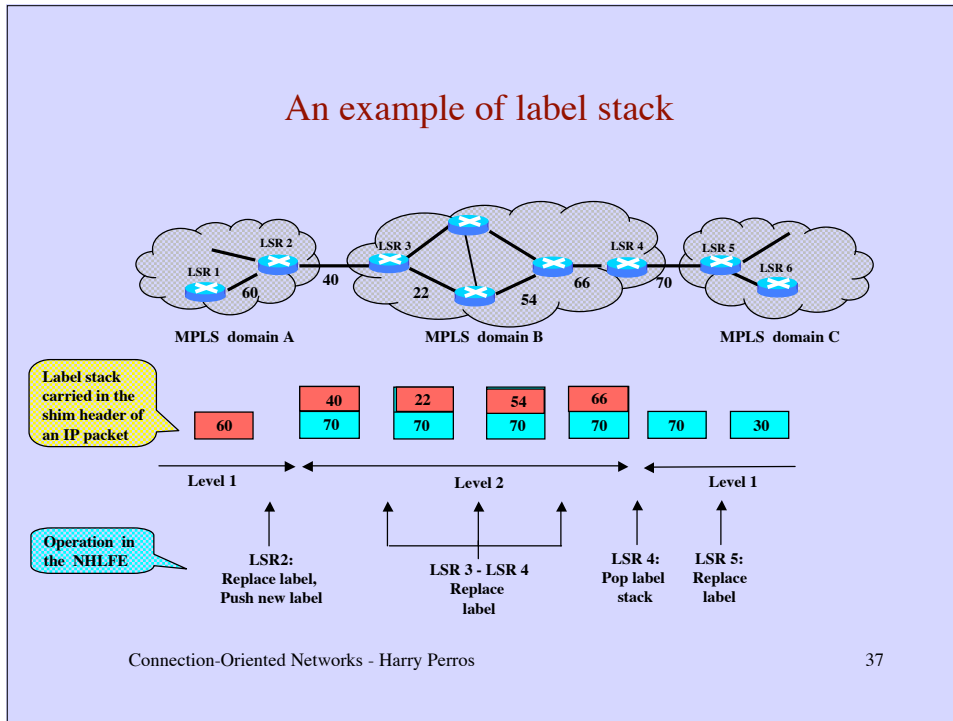 An example of label stack
LSR 1
LSR 2
60
40
LSR 3
22
54
66
LSR 4
70
LSR 5
LSR 6
MPLS domain A
MPLS domain B
MPLS domain C
Label stack
carried in the
shim header of
an IP packet
60
40
70
22
70
54
70
66
70
70
30
Level 1
Level 2
Level 1
Operation in
the NHLFE
LSR2:
Replace label,
Push new label
LSR 3 - LSR 4
Replace
label
LSR 4:
Pop label
stack
LSR 5:
Replace
label
Connection-Oriented Networks - Harry Perros
37